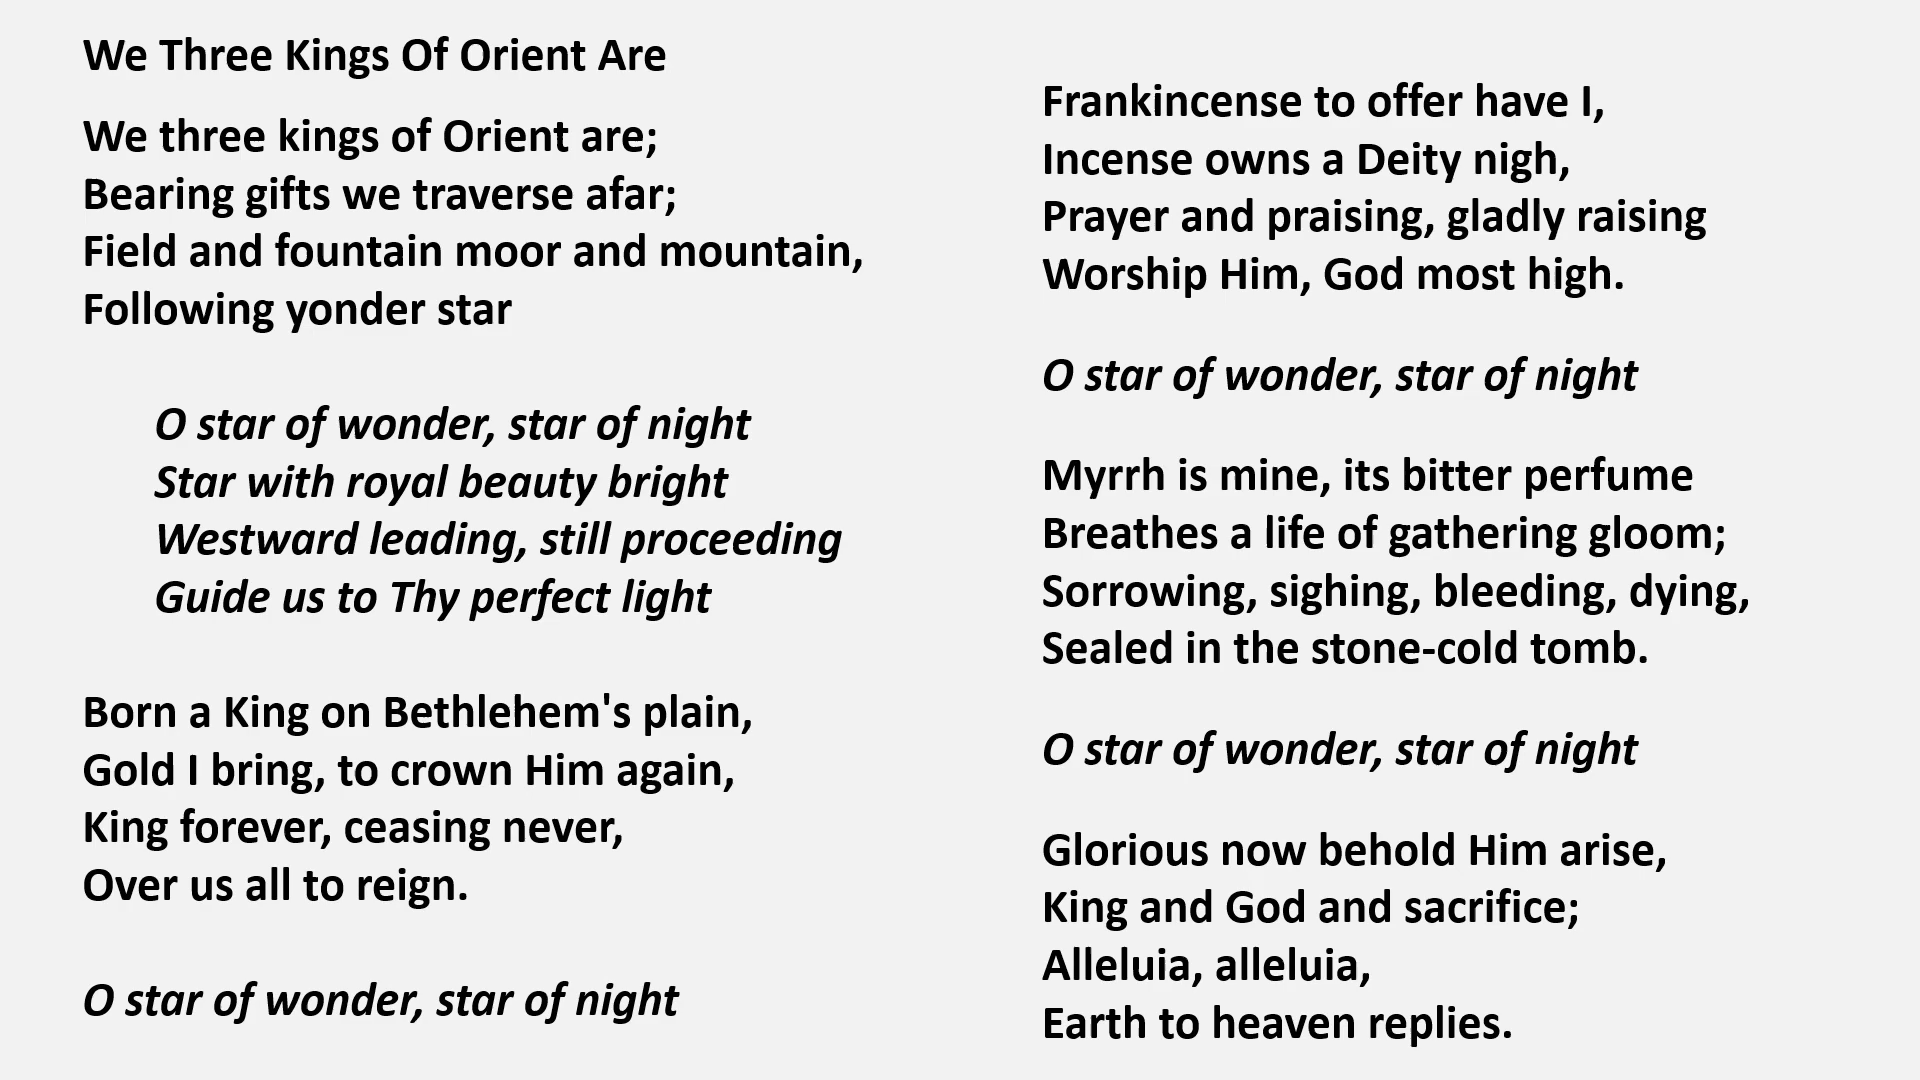 We Three Kings Of Orient Are
We three kings of Orient are;
Bearing gifts we traverse afar;
Field and fountain moor and mountain,
Following yonder star
O star of wonder, star of night
Star with royal beauty bright
Westward leading, still proceeding
Guide us to Thy perfect light
Born a King on Bethlehem's plain,
Gold I bring, to crown Him again,
King forever, ceasing never,
Over us all to reign.
O star of wonder, star of night
Frankincense to offer have I,
Incense owns a Deity nigh,
Prayer and praising, gladly raising
Worship Him, God most high.
O star of wonder, star of night
Myrrh is mine, its bitter perfume
Breathes a life of gathering gloom;
Sorrowing, sighing, bleeding, dying,
Sealed in the stone-cold tomb.
O star of wonder, star of night
Glorious now behold Him arise,
King and God and sacrifice;
Alleluia, alleluia,
Earth to heaven replies.